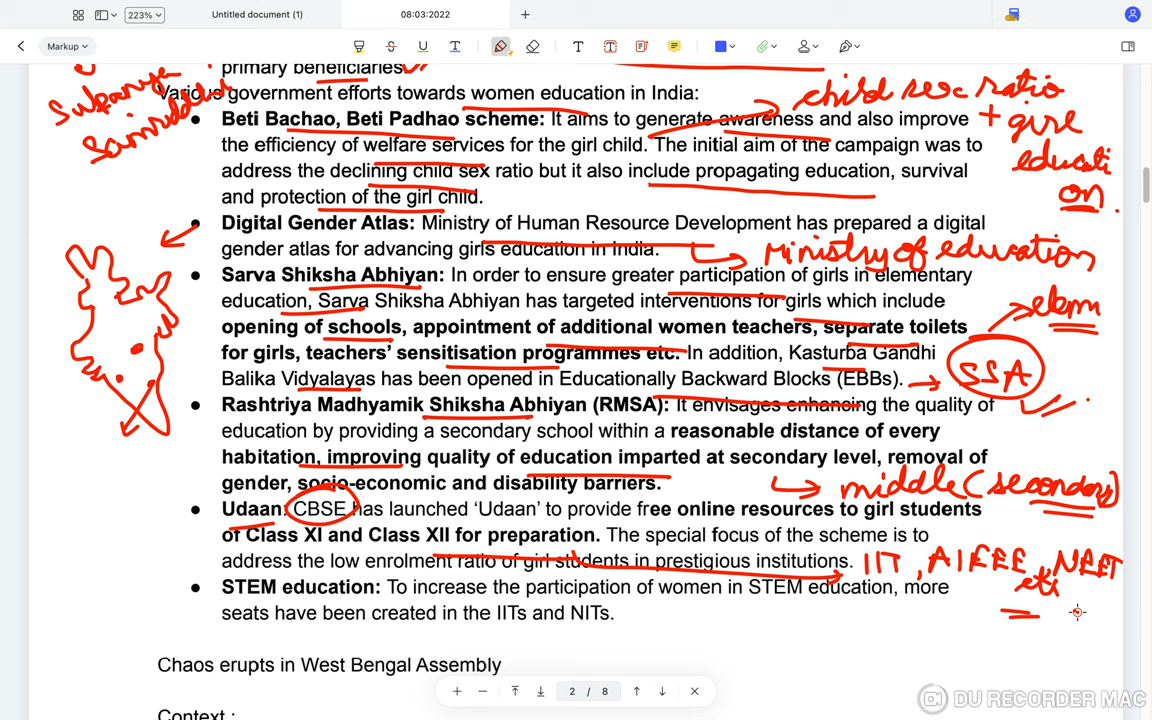 223%
Untitled document (1)
08:03:2022
Markup
primary beneficiaries
Sukanya
Samriddhi
Various government efforts towards women education in India:
child sex ratio
+ girl
education.
Beti Bachao, Beti Padhao scheme: It aims to generate awareness and also improve
the efficiency of welfare services for the girl child. The initial aim of the campaign was to
address the declining child sex ratio but it also include propagating education, survival
and protection of the girl child.
Digital Gender Atlas: Ministry of Human Resource Development has prepared a digital
gender atlas for advancing girls education in India.
Ministry of education
Sarva Shiksha Abhiyan: In order to ensure greater participation of girls in elementary
education, Sarva Shiksha Abhiyan has targeted interventions for girls which include
elem
opening of schools, appointment of additional women teachers, separate toilets
for girls, teachers’ sensitisation programmes etc. In addition, Kasturba Gandhi
Balika Vidyalayas has been opened in Educationally Backward Blocks (EBBs).
SSA
Rashtriya Madhyamik Shiksha Abhiyan (RMSA): It envisages enhancing the quality of
education by providing a secondary school within a reasonable distance of every
habitation, improving quality of education imparted at secondary level, removal of
gender, socio-economic and disability barriers.
middle (secondary)
Udaan: CBSE has launched ‘Udaan’ to provide free online resources to girl students
of Class XI and Class XII for preparation. The special focus of the scheme is to
address the low enrolment ratio of girl students in prestigious institutions.
IIT, AIEEE, NEET
etc
STEM education: To increase the participation of women in STEM education, more
seats have been created in the IITs and NITs.
Chaos erupts in West Bengal Assembly
2 / 8
Context :
DU RECORDER MAC